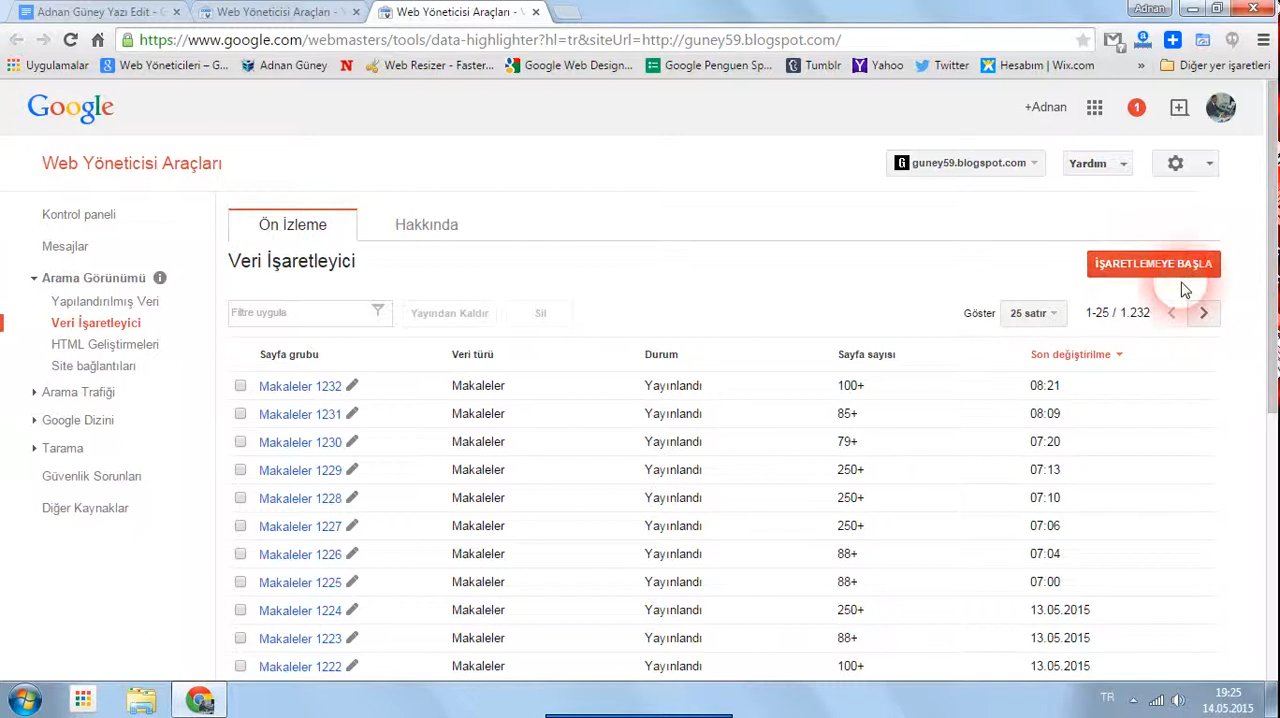 Adnan Güney Yazı Edit - G
Web Yöneticisi Araçları -
Web Yöneticisi Araçları -
Adnan
https://www.google.com/webmasters/tools/data-highlighter?hl=tr&siteUrl=http://guney59.blogspot.com/
Uygulamalar
Web Yöneticileri – G...
Adnan Güney
Web Resizer - Faster...
Google Web Design...
Google Penguen Sp...
Tumblr
Yahoo
Twitter
Hesabım | Wix.com
»
Diğer yer işaretleri
Google
+Adnan
1
Web Yöneticisi Araçları
G guney59.blogspot.com
Yardım
Kontrol paneli
Mesajlar
Arama Görünümü
Yapılandırılmış Veri
Veri İşaretleyici
HTML Geliştirmeleri
Site bağlantıları
Arama Trafiği
Google Dizini
Tarama
Güvenlik Sorunları
Diğer Kaynaklar
Ön İzleme
Hakkında
Veri İşaretleyici
İŞARETLEMEYE BAŞLA
Filtre uygula
Yayından Kaldır
Sil
Göster
25 satır
1-25 / 1.232
Sayfa grubu Veri türü Durum Sayfa sayısı Son değiştirilme
Makaleler 1232 Makaleler Yayınlandı 100+ 08:21
Makaleler 1231 Makaleler Yayınlandı 85+ 08:09
Makaleler 1230 Makaleler Yayınlandı 79+ 07:20
Makaleler 1229 Makaleler Yayınlandı 250+ 07:13
Makaleler 1228 Makaleler Yayınlandı 250+ 07:10
Makaleler 1227 Makaleler Yayınlandı 250+ 07:06
Makaleler 1226 Makaleler Yayınlandı 88+ 07:04
Makaleler 1225 Makaleler Yayınlandı 88+ 07:00
Makaleler 1224 Makaleler Yayınlandı 250+ 13.05.2015
Makaleler 1223 Makaleler Yayınlandı 88+ 13.05.2015
Makaleler 1222 Makaleler Yayınlandı 100+ 13.05.2015
TR
19:25
14.05.2015